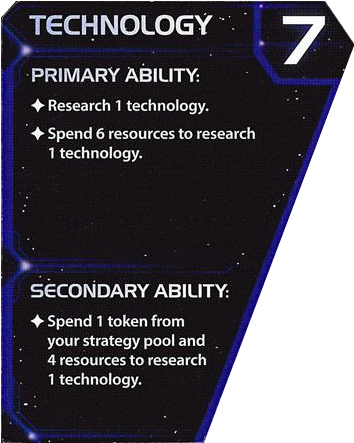 TECHNOLOGY
7
PRIMARY ABILITY:
Research 1 technology.
Spend 6 resources to research
1 technology.
SECONDARY ABILITY:
Spend 1 token from
your strategy pool and
4 resources to research
1 technology.